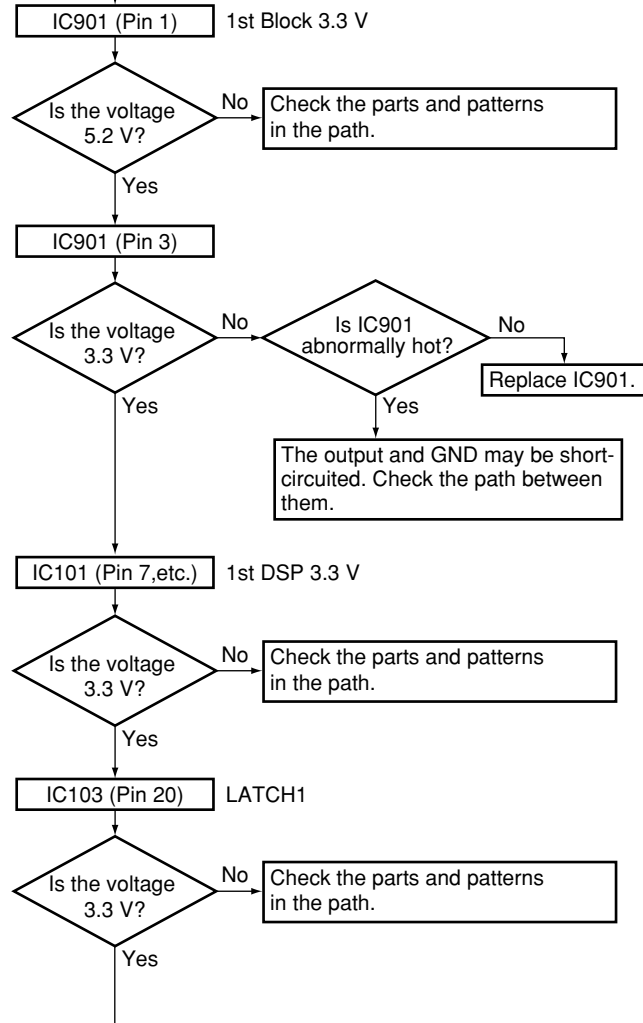 IC901 (Pin 1) 1st Block 3.3 V
Is the voltage
5.2 V?
No
Check the parts and patterns
in the path.
Yes
IC901 (Pin 3)
Is the voltage
3.3 V?
No
Is IC901
abnormally hot?
No
Replace IC901.
Yes
Yes
The output and GND may be short-
circuited. Check the path between
them.
IC101 (Pin 7,etc.) 1st DSP 3.3 V
Is the voltage
3.3 V?
No
Check the parts and patterns
in the path.
Yes
IC103 (Pin 20) LATCH1
Is the voltage
3.3 V?
No
Check the parts and patterns
in the path.
Yes